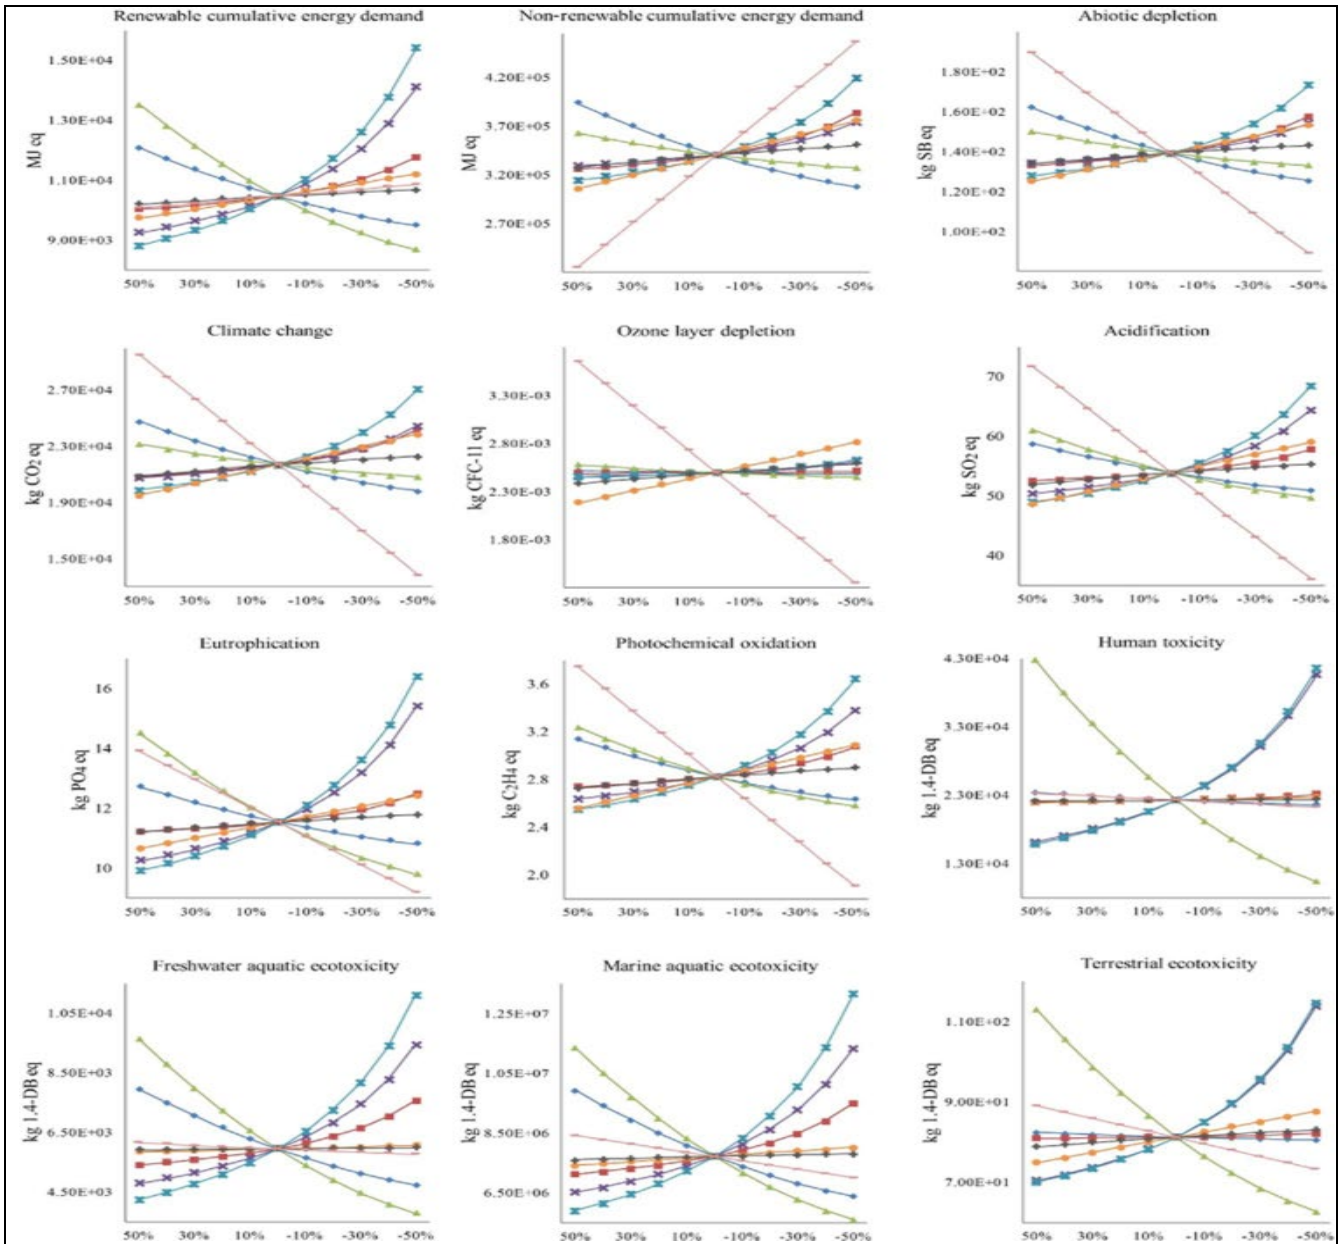 Renewable cumulative energy demand
MJ eq
1.50E+04
1.30E+04
1.10E+04
9.00E+03
50% 30% 10% -10% -30% -50%
Non-renewable cumulative energy demand
MJ eq
4.20E+05
3.70E+05
3.20E+05
2.70E+05
50% 30% 10% -10% -30% -50%
Abiotic depletion
kg SB eq
1.80E+02
1.60E+02
1.40E+02
1.20E+02
1.00E+02
50% 30% 10% -10% -30% -50%
Climate change
kg CO2 eq
2.70E+04
2.30E+04
1.90E+04
1.50E+04
50% 30% 10% -10% -30% -50%
Ozone layer depletion
kg CFC-11 eq
3.30E-03
2.80E-03
2.30E-03
1.80E-03
50% 30% 10% -10% -30% -50%
Acidification
kg SO2 eq
70
60
50
40
50% 30% 10% -10% -30% -50%
Eutrophication
kg PO4 eq
16
14
12
10
50% 30% 10% -10% -30% -50%
Photochemical oxidation
kg C2H4 eq
3.6
3.2
2.8
2.4
2.0
50% 30% 10% -10% -30% -50%
Human toxicity
kg 1.4-DB eq
4.30E+04
3.30E+04
2.30E+04
1.30E+04
50% 30% 10% -10% -30% -50%
Freshwater aquatic ecotoxicity
kg 1.4-DB eq
1.05E+04
8.50E+03
6.50E+03
4.50E+03
50% 30% 10% -10% -30% -50%
Marine aquatic ecotoxicity
kg 1.4-DB eq
1.25E+07
1.05E+07
8.50E+06
6.50E+06
50% 30% 10% -10% -30% -50%
Terrestrial ecotoxicity
kg 1.4-DB eq
1.10E+02
9.00E+01
7.00E+01
50% 30% 10% -10% -30% -50%